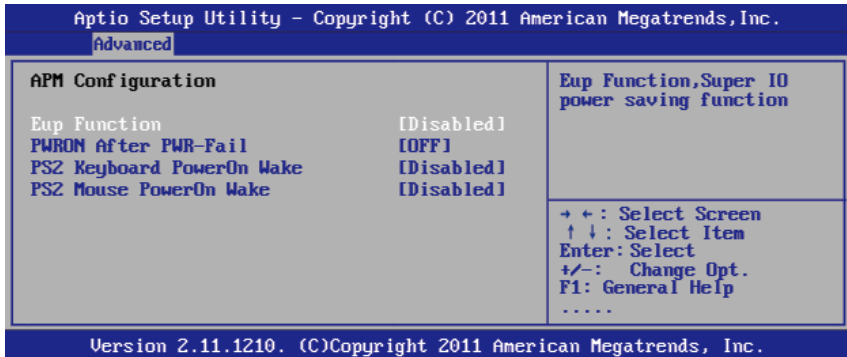 Aptio Setup Utility - Copyright (C) 2011 American Megatrends,Inc.
Advanced
APM Configuration
Eup Function [Disabled]
PWRON After PWR-Fail [OFF]
PS2 Keyboard PowerOn Wake [Disabled]
PS2 Mouse PowerOn Wake [Disabled]
Eup Function,Super IO
power saving function
→ ←: Select Screen
↑ ↓: Select Item
Enter: Select
+/-: Change Opt.
F1: General Help
.....
Version 2.11.1210. (C)Copyright 2011 American Megatrends, Inc.